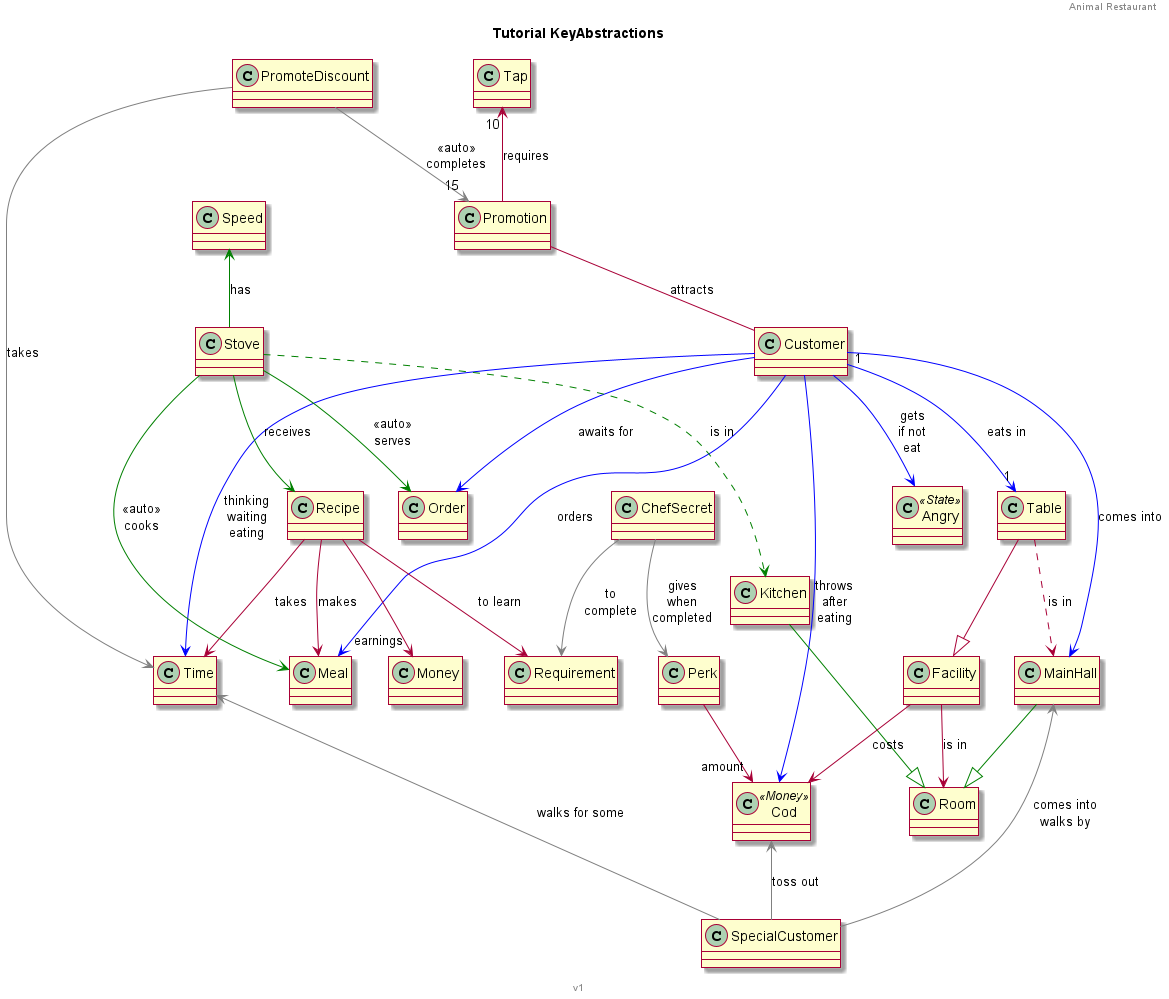 Animal Restaurant
Tutorial KeyAbstractions
C PromoteDiscount
C Tap
10
«auto»
completes
requires
15
C Speed
C Promotion
has
attracts
takes
C Stove
C Customer
1
receives
«auto»
serves
awaits for
is in
gets
if not
eat
eats in
1
«auto»
cooks
thinking
waiting
eating
C Recipe
C Order
orders
C ChefSecret
C «State»
Angry
C Table
comes into
takes
makes
to learn
to
complete
gives
when
completed
C Kitchen
throws
after
eating
is in
earnings
C Time
C Meal
C Money
C Requirement
C Perk
C Facility
C MainHall
amount
costs
is in
walks for some
C «Money»
Cod
C Room
comes into
walks by
toss out
C SpecialCustomer
v1